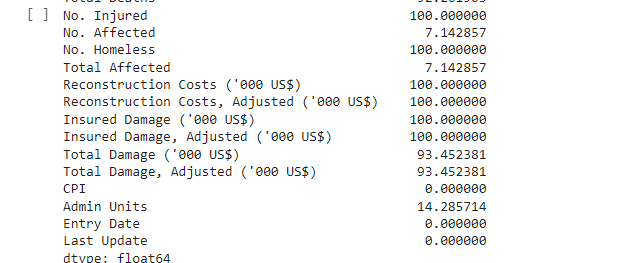 [ ] No. Injured 100.000000
No. Affected 7.142857
No. Homeless 100.000000
Total Affected 7.142857
Reconstruction Costs ('000 US$) 100.000000
Reconstruction Costs, Adjusted ('000 US$) 100.000000
Insured Damage ('000 US$) 100.000000
Insured Damage, Adjusted ('000 US$) 100.000000
Total Damage ('000 US$) 93.452381
Total Damage, Adjusted ('000 US$) 93.452381
CPI 0.000000
Admin Units 14.285714
Entry Date 0.000000
Last Update 0.000000
dtype: float64